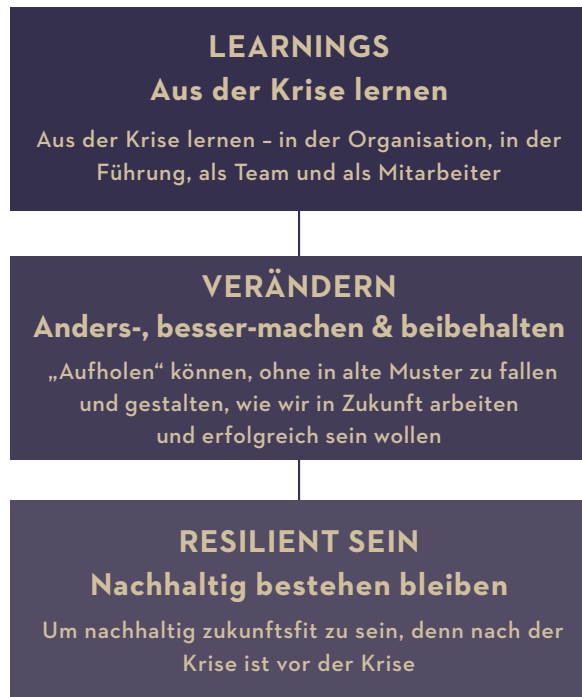 LEARNINGS
Aus der Krise lernen
Aus der Krise lernen – in der Organisation, in der
Führung, als Team und als Mitarbeiter
VERÄNDERN
Anders-, besser-machen & beibehalten
„Aufholen“ können, ohne in alte Muster zu fallen
und gestalten, wie wir in Zukunft arbeiten
und erfolgreich sein wollen
RESILIENT SEIN
Nachhaltig bestehen bleiben
Um nachhaltig zukunftsfit zu sein, denn nach der
Krise ist vor der Krise